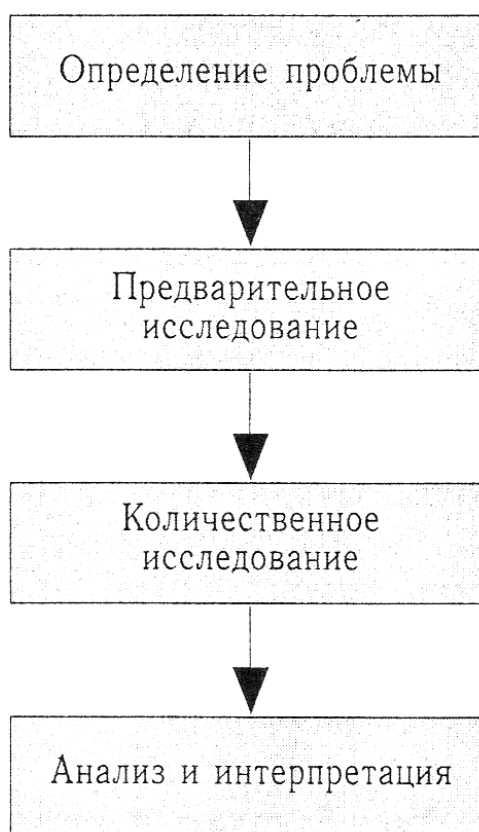 Определение проблемы
Предварительное
исследование
Количественное
исследование
Анализ и интерпретация